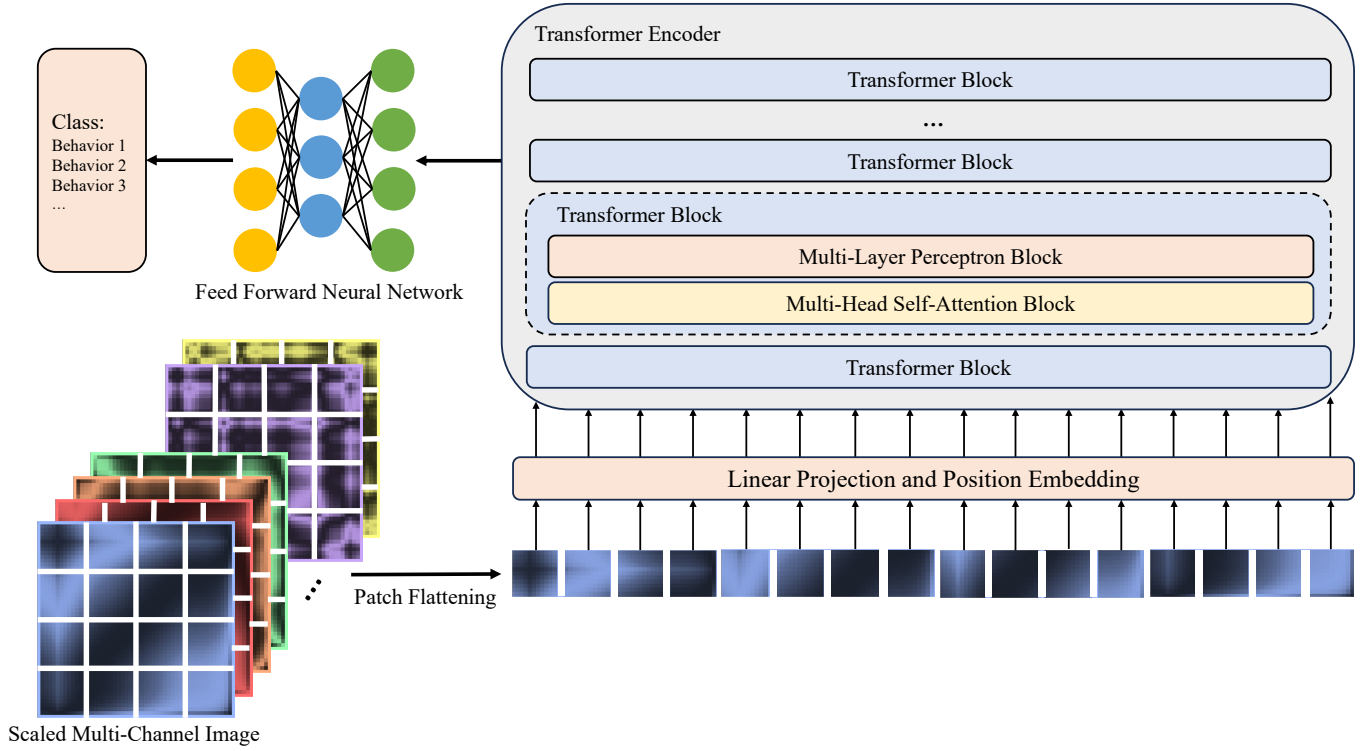 Transformer Encoder
Transformer Block
...
Transformer Block
Transformer Block
Multi-Layer Perceptron Block
Multi-Head Self-Attention Block
Transformer Block
Linear Projection and Position Embedding
Class:
Behavior 1
Behavior 2
Behavior 3
...
Feed Forward Neural Network
...
Patch Flattening
Scaled Multi-Channel Image